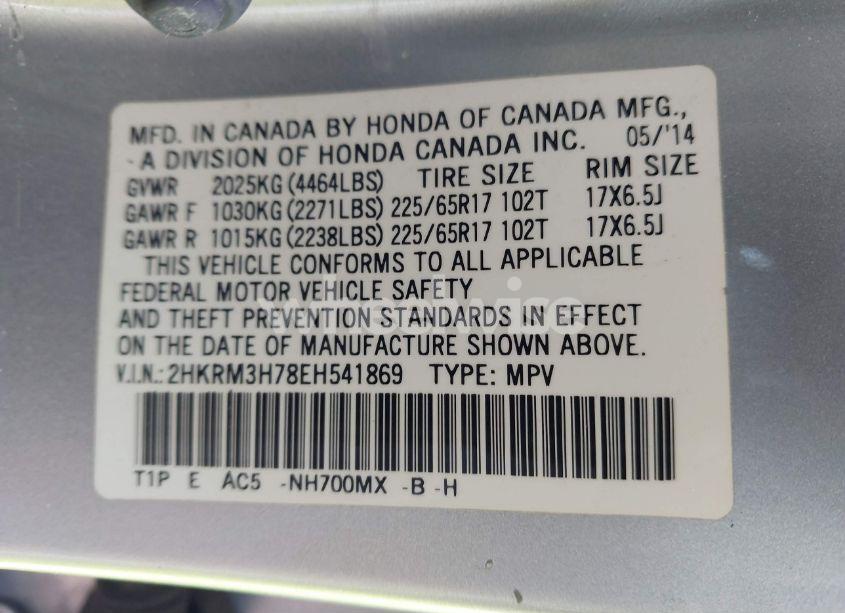 MFD. IN CANADA BY HONDA OF CANADA MFG.,
A DIVISION OF HONDA CANADA INC. 05/'14
GVWR 2025KG (4464LBS) TIRE SIZE RIM SIZE
GAWR F 1030KG (2271LBS) 225/65R17 102T 17X6.5J
GAWR R 1015KG (2238LBS) 225/65R17 102T 17X6.5J
THIS VEHICLE CONFORMS TO ALL APPLICABLE
FEDERAL MOTOR VEHICLE SAFETY
AND THEFT PREVENTION STANDARDS IN EFFECT
ON THE DATE OF MANUFACTURE SHOWN ABOVE.
V.I.N.: 2HKRM3H78EH541869 TYPE: MPV
T1P E AC5 -NH700MX -B -H